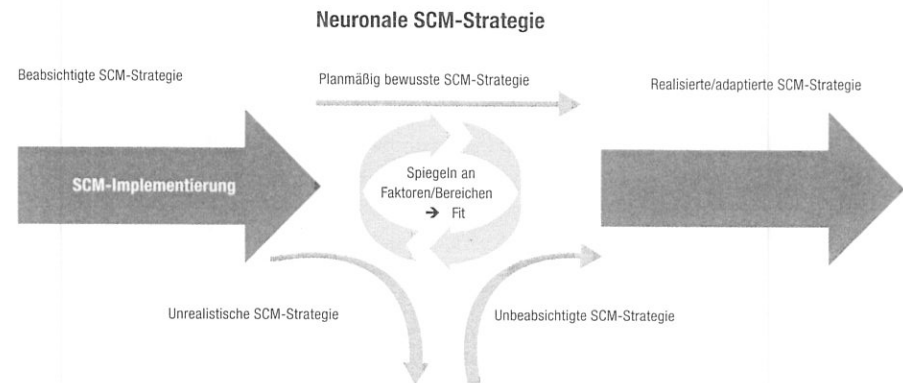 Neuronale SCM-Strategie
Beabsichtigte SCM-Strategie
Planmäßig bewusste SCM-Strategie
Realisierte/adaptierte SCM-Strategie
SCM-Implementierung
Spiegeln an
Faktoren/Bereichen
➔ Fit
Unrealistische SCM-Strategie
Unbeabsichtigte SCM-Strategie